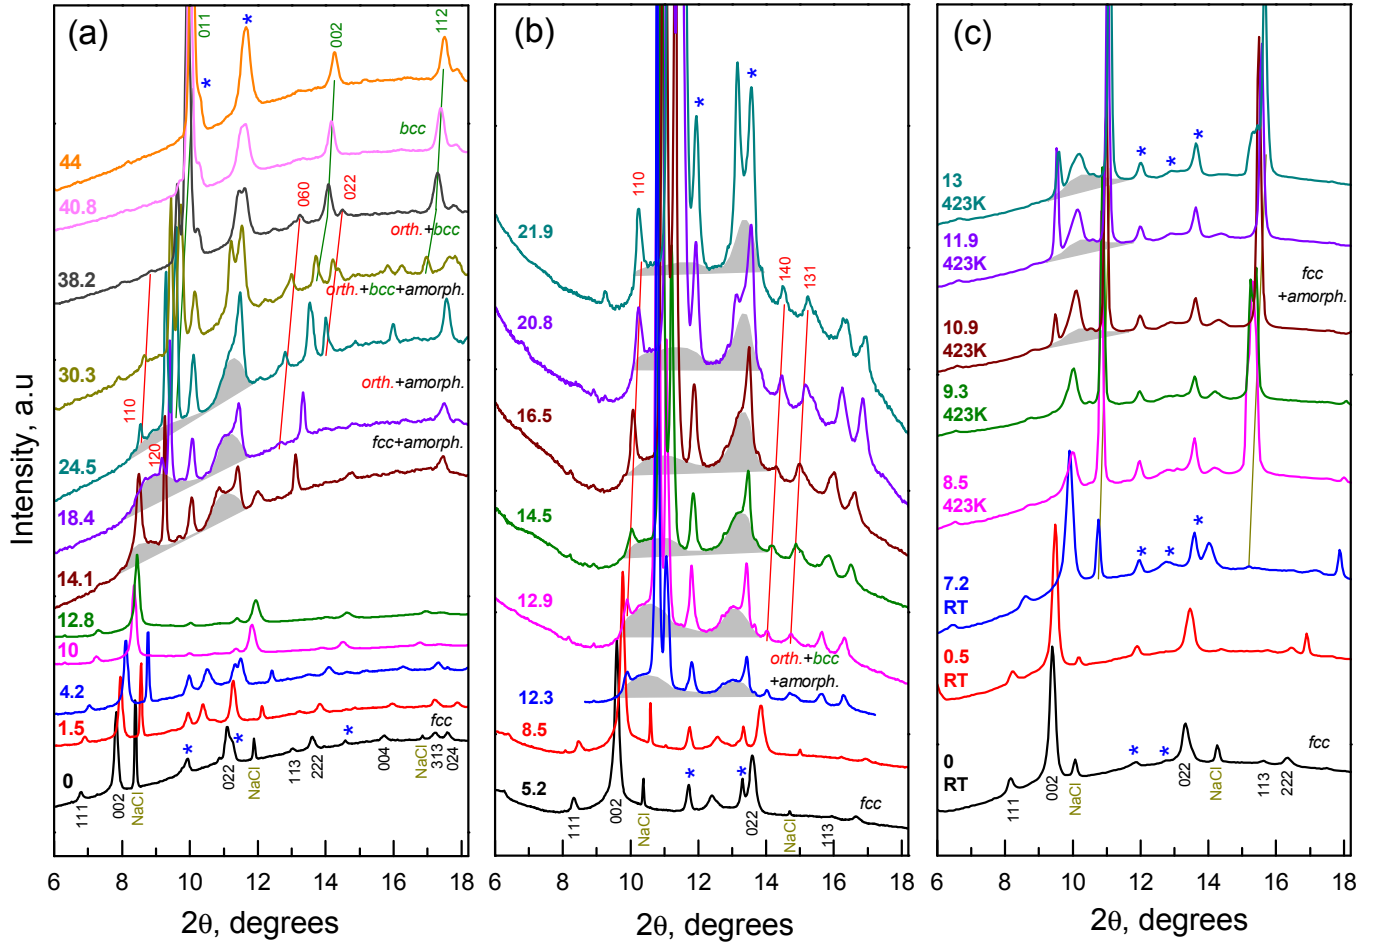 (a)
*
011
002
112
*
44
bcc
40.8
060
022
orth.+bcc
38.2
orth.+bcc+amorph.
30.3
110
orth.+amorph.
120
fcc+amorph.
24.5
18.4
14.1
12.8
10
4.2
1.5
fcc
0
*
*
*
111
002
NaCl
022
NaCl
113
222
004
NaCl
313
024
6 8 10 12 14 16 18
2θ, degrees
Intensity, a.u
(b)
*
*
110
21.9
140
131
20.8
16.5
14.5
12.9
orth.+bcc
+amorph.
12.3
8.5
*
*
5.2
fcc
111
002
NaCl
022
NaCl
113
6 8 10 12 14 16 18
2θ, degrees
(c)
*
*
*
13
423K
11.9
423K
fcc
+amorph.
10.9
423K
9.3
423K
8.5
423K
*
*
*
7.2
RT
0.5
RT
*
*
fcc
0
RT
111
002
NaCl
022
NaCl
113
222
6 8 10 12 14 16 18
2θ, degrees